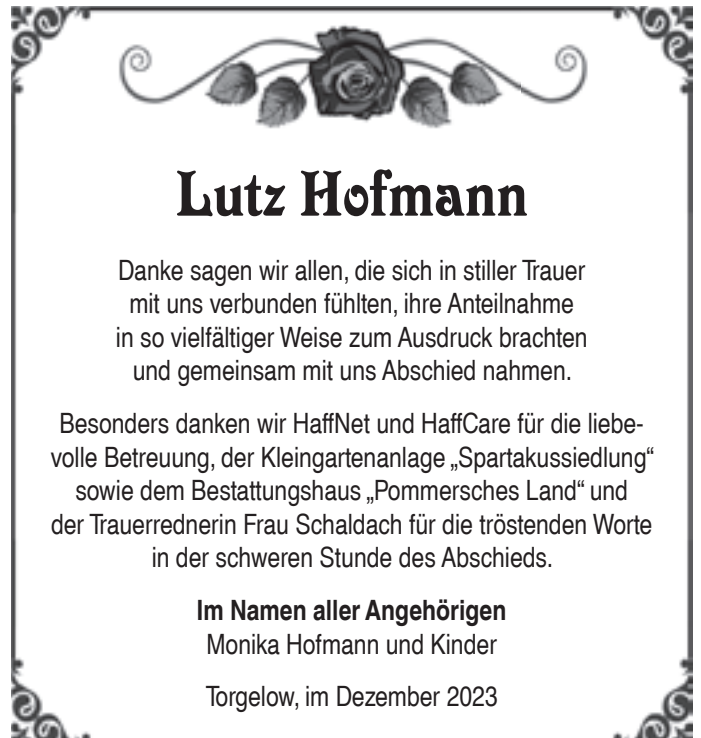 Lutz Hofmann
Danke sagen wir allen, die sich in stiller Trauer
mit uns verbunden fühlten, ihre Anteilnahme
in so vielfältiger Weise zum Ausdruck brachten
und gemeinsam mit uns Abschied nahmen.
Besonders danken wir HaffNet und HaffCare für die liebe-
volle Betreuung, der Kleingartenanlage „Spartakussiedlung“
sowie dem Bestattungshaus „Pommersches Land“ und
der Trauerrednerin Frau Schaldach für die tröstenden Worte
in der schweren Stunde des Abschieds.
Im Namen aller Angehörigen
Monika Hofmann und Kinder
Torgelow, im Dezember 2023